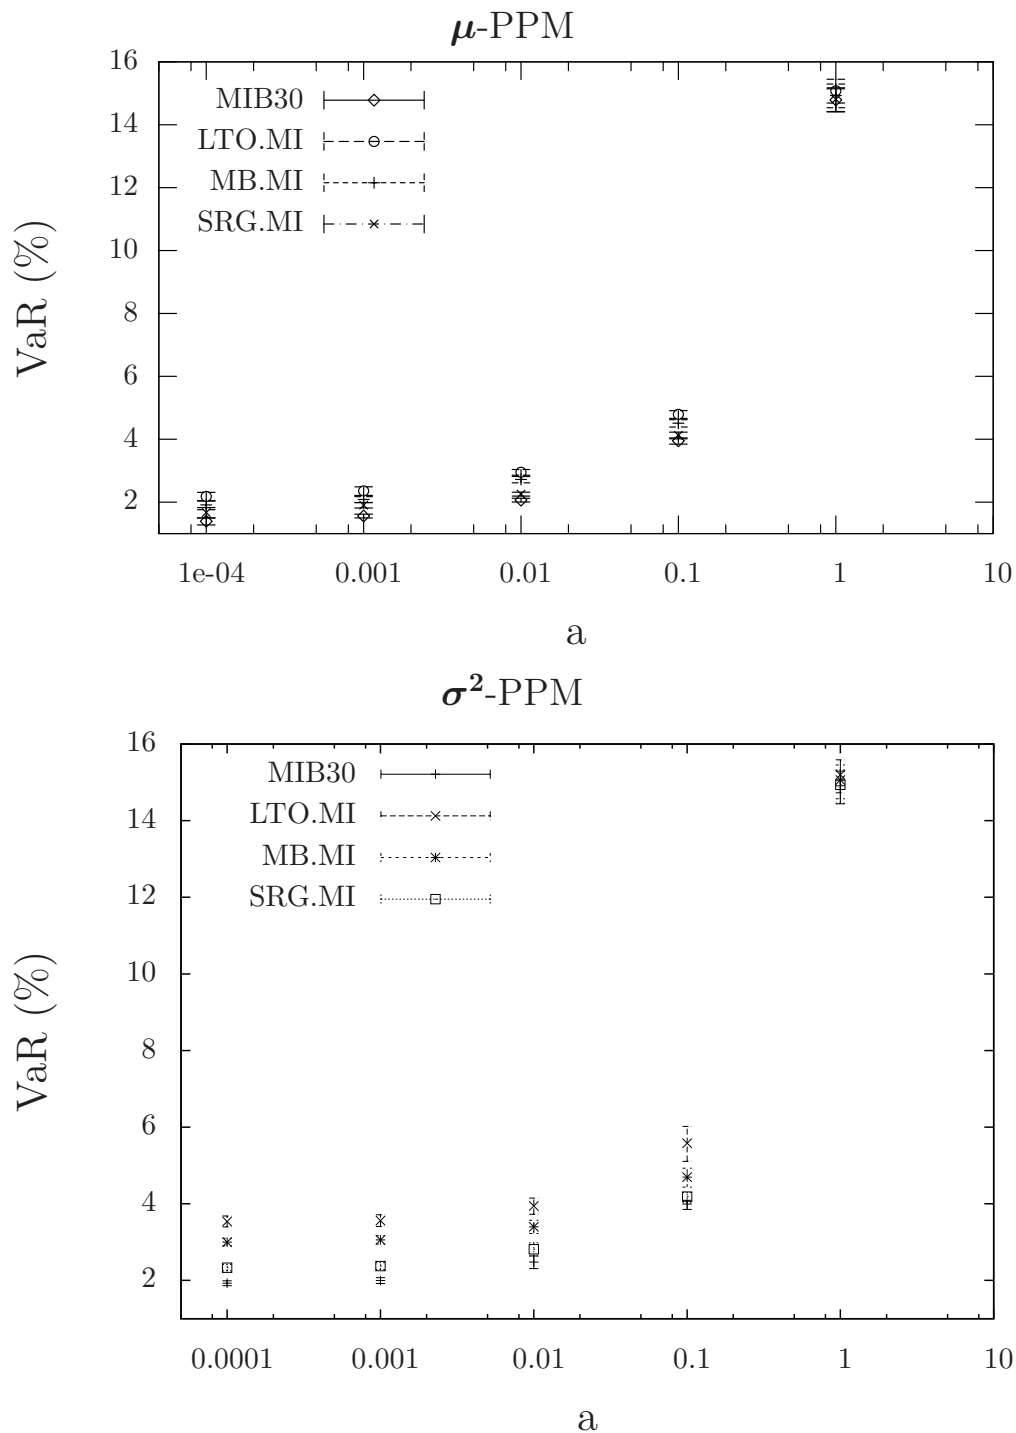 μ-PPM
16
14
12
10
8
6
4
2
VaR (%)
MIB30
LTO.MI
MB.MI
SRG.MI
1e-04 0.001 0.01 0.1 1 10
a
σ²-PPM
16
14
12
10
8
6
4
2
VaR (%)
MIB30
LTO.MI
MB.MI
SRG.MI
0.0001 0.001 0.01 0.1 1 10
a